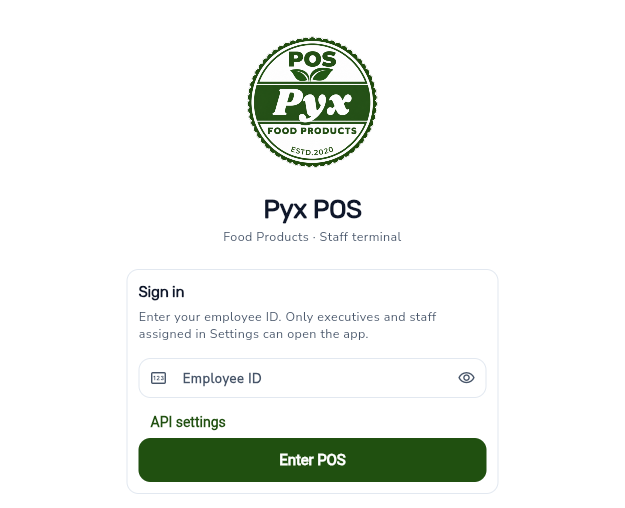 POS
Pyx
FOOD PRODUCTS
ESTD.2020
Pyx POS
Food Products · Staff terminal
Sign in
Enter your employee ID. Only executives and staff
assigned in Settings can open the app.
123
Employee ID
API settings
Enter POS